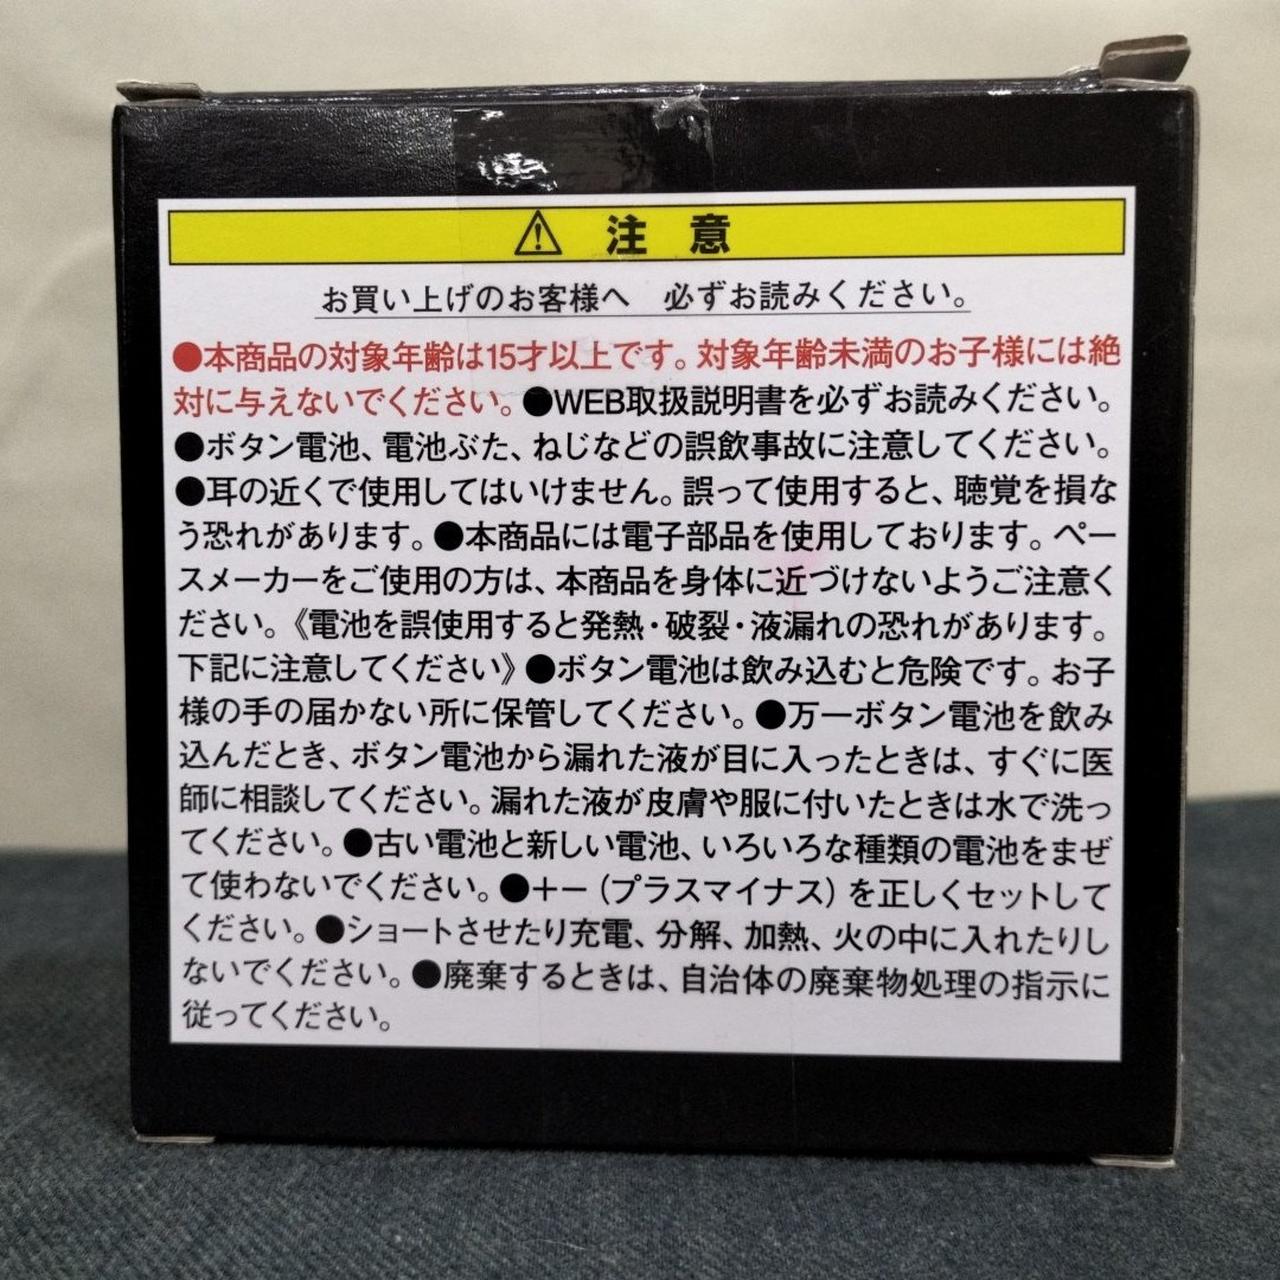 ⚠ 注意
お買い上げのお客様へ 必ずお読みください。
●本商品の対象年齢は15才以上です。対象年齢未満のお子様には絶
対に与えないでください。●WEB取扱説明書を必ずお読みください。
●ボタン電池、電池ぶた、ねじなどの誤飲事故に注意してください。
●耳の近くで使用してはいけません。誤って使用すると、聴覚を損な
う恐れがあります。●本商品には電子部品を使用しております。ペー
スメーカーをご使用の方は、本商品を身体に近づけないようご注意く
ださい。《電池を誤使用すると発熱・破裂・液漏れの恐れがあります。
下記に注意してください》●ボタン電池は飲み込むと危険です。お子
様の手の届かない所に保管してください。●万一ボタン電池を飲み
込んだとき、ボタン電池から漏れた液が目に入ったときは、すぐに医
師に相談してください。漏れた液が皮膚や服に付いたときは水で洗っ
てください。●古い電池と新しい電池、いろいろな種類の電池をまぜ
て使わないでください。●＋－（プラスマイナス）を正しくセットして
ください。●ショートさせたり充電、分解、加熱、火の中に入れたりし
ないでください。●廃棄するときは、自治体の廃棄物処理の指示に
従ってください。